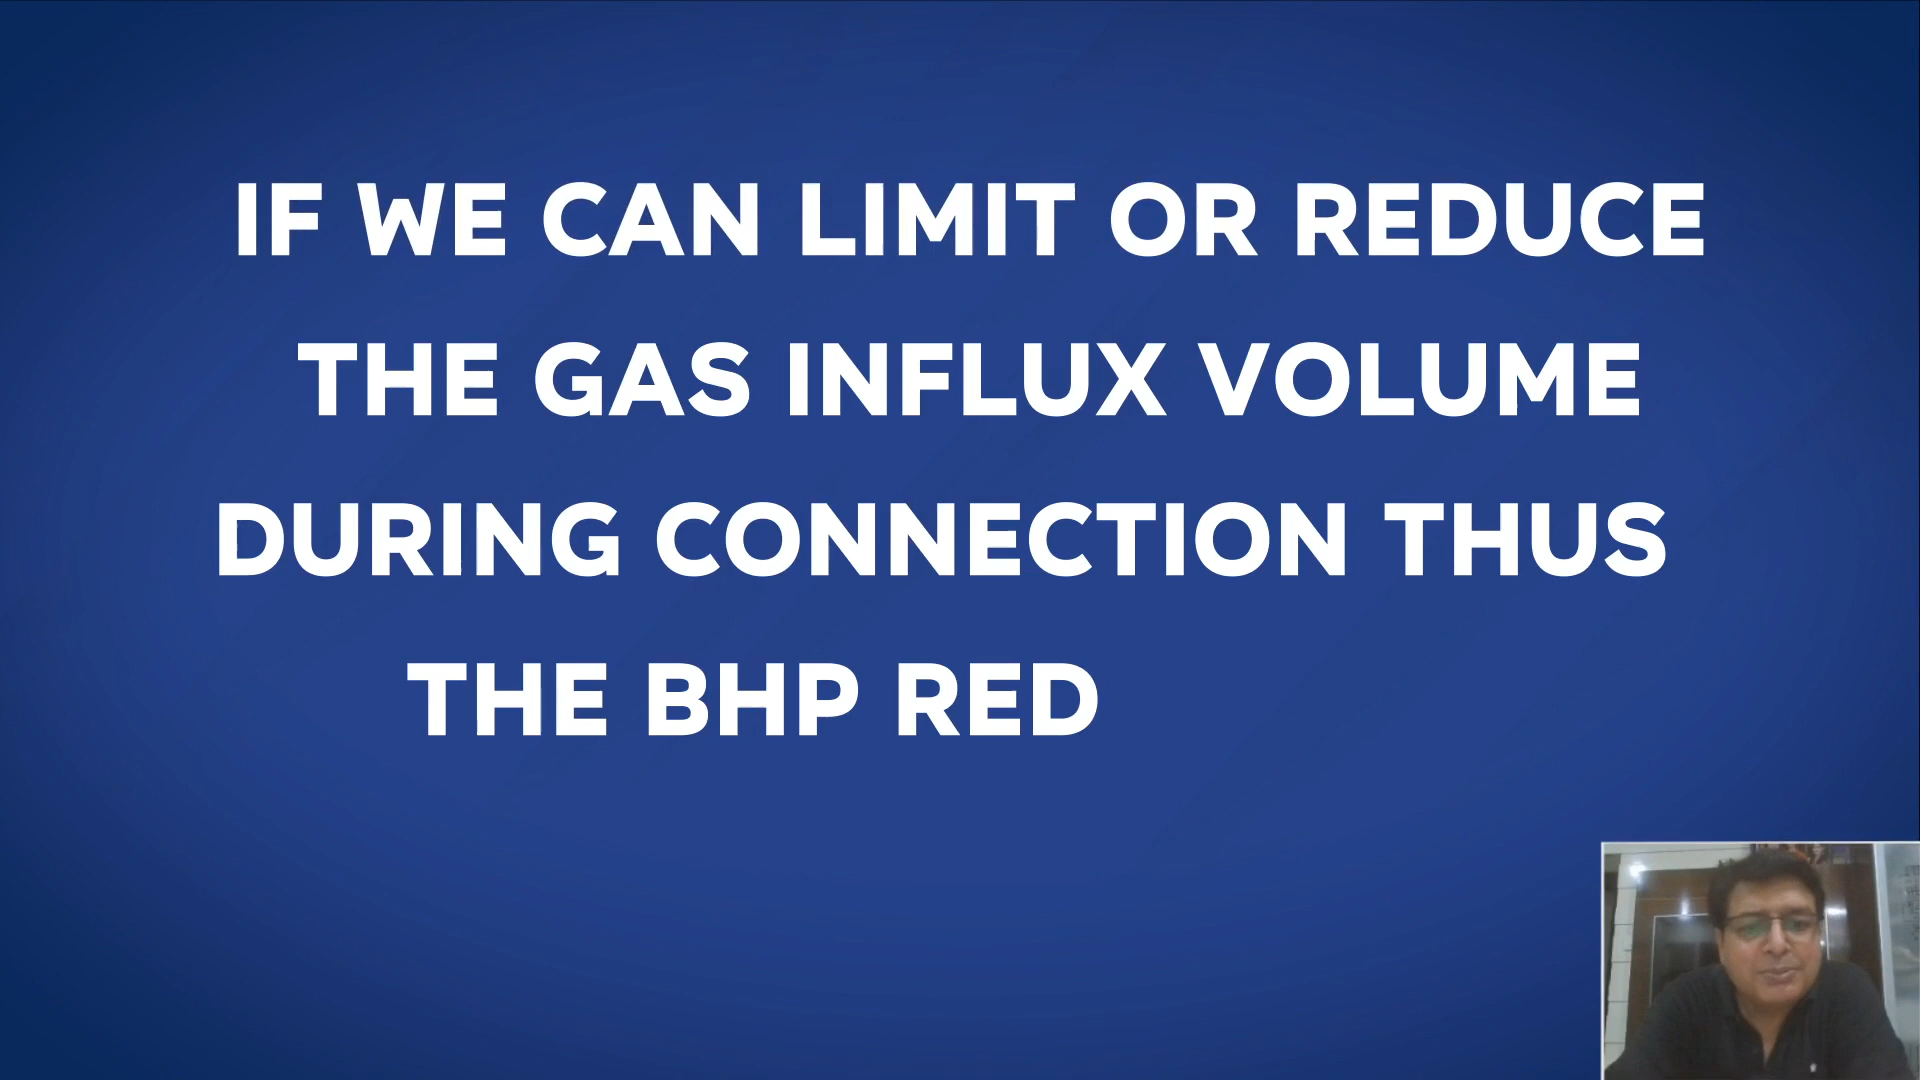 IF WE CAN LIMIT OR REDUCE
THE GAS INFLUX VOLUME
DURING CONNECTION THUS
THE BHP RED